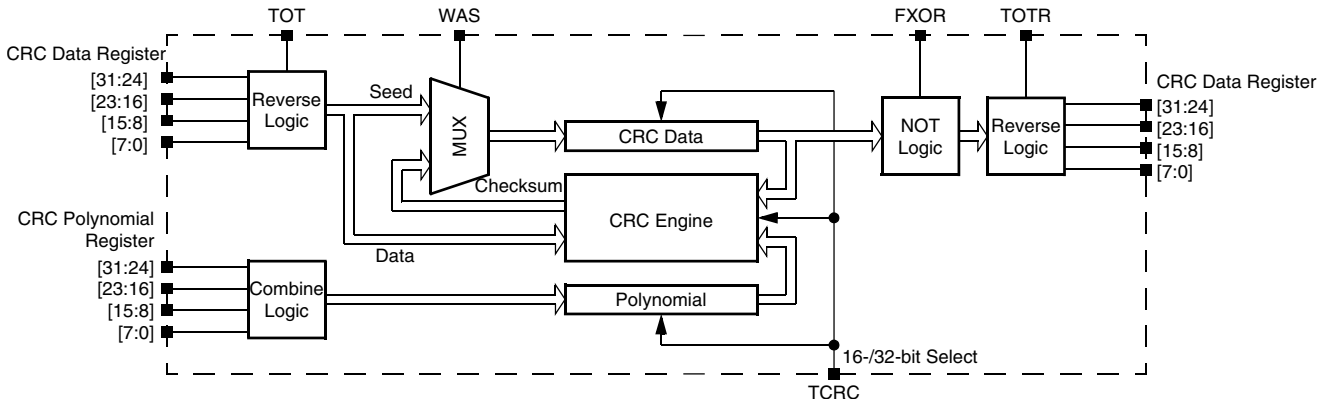 TOT
WAS
FXOR
TOTR
CRC Data Register
[31:24]
[23:16]
[15:8]
[7:0]
Reverse
Logic
Seed
MUX
CRC Data
NOT
Logic
Reverse
Logic
CRC Data Register
[31:24]
[23:16]
[15:8]
[7:0]
Checksum
CRC Engine
Data
CRC Polynomial
Register
[31:24]
[23:16]
[15:8]
[7:0]
Combine
Logic
Polynomial
16-/32-bit Select
TCRC